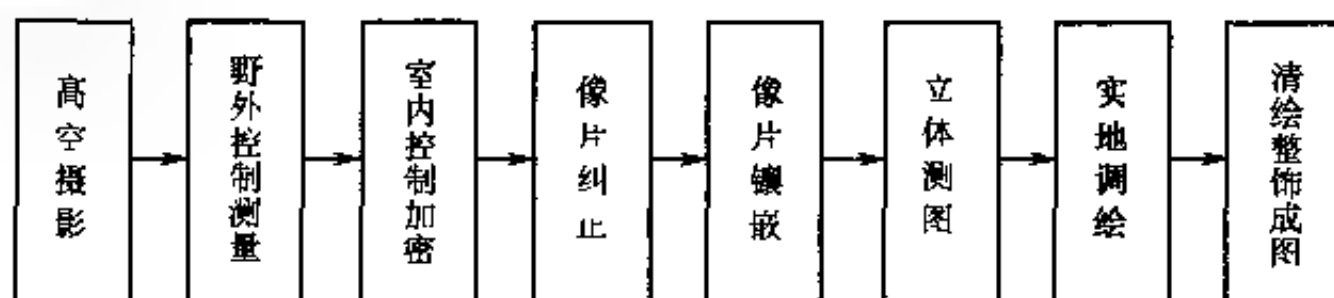 高空摄影
野外控制测量
室内控制加密
像片纠正
像片镶嵌
立体测图
实地调绘
清绘整饰成图